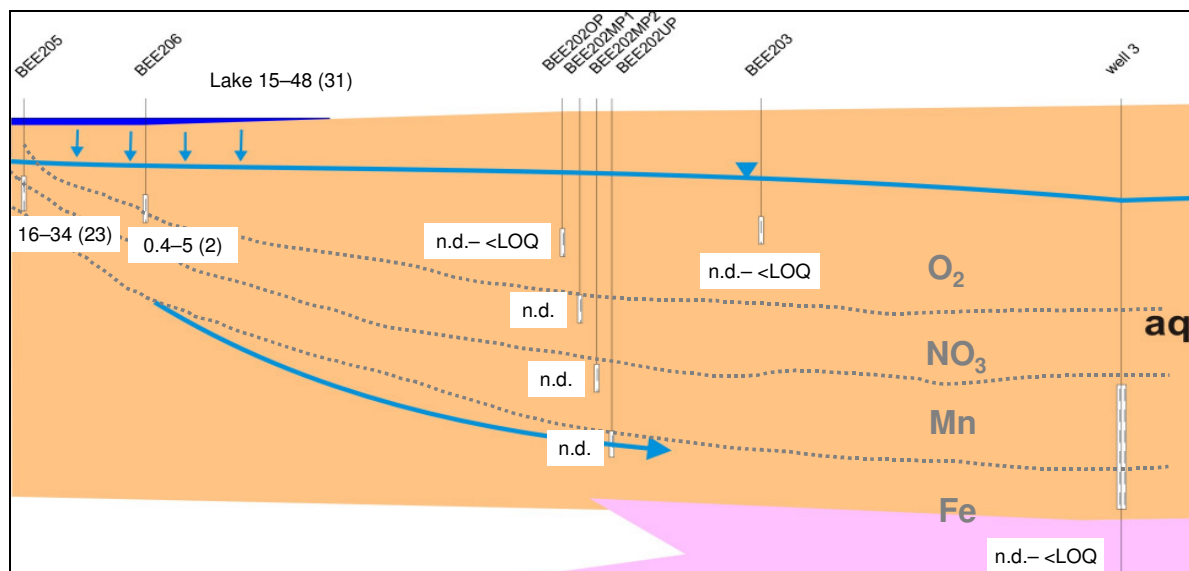 BEE205
BEE206
BEE202OP
BEE202MP1
BEE202MP2
BEE202UP
BEE203
well 3
Lake 15–48 (31)
16–34 (23)
0.4–5 (2)
n.d.– <LOQ
n.d.– <LOQ
O2
n.d.
aq
NO3
n.d.
Mn
n.d.
Fe
n.d.– <LOQ